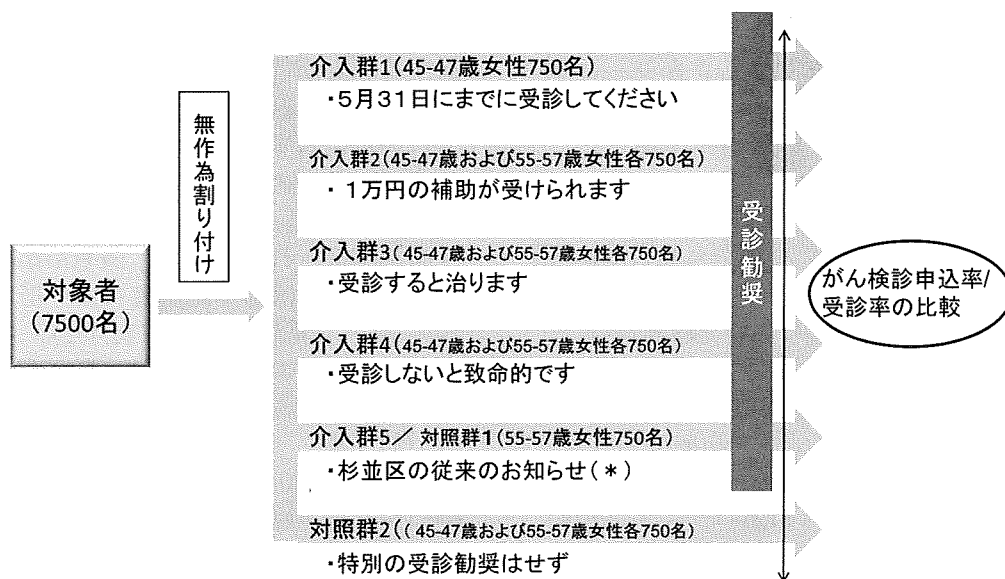 対象者
(7500名)
無作為割り付け
介入群1(45-47歳女性750名)
・5月31日にまでに受診してください
介入群2(45-47歳および55-57歳女性各750名)
・1万円の補助が受けられます
介入群3(45-47歳および55-57歳女性各750名)
・受診すると治ります
介入群4(45-47歳および55-57歳女性各750名)
・受診しないと致命的です
介入群5/対照群1(55-57歳女性750名)
・杉並区の従来のお知らせ(*)
対照群2((45-47歳および55-57歳女性各750名)
・特別の受診勧奨はせず
受診勧奨
がん検診申込率/
受診率の比較